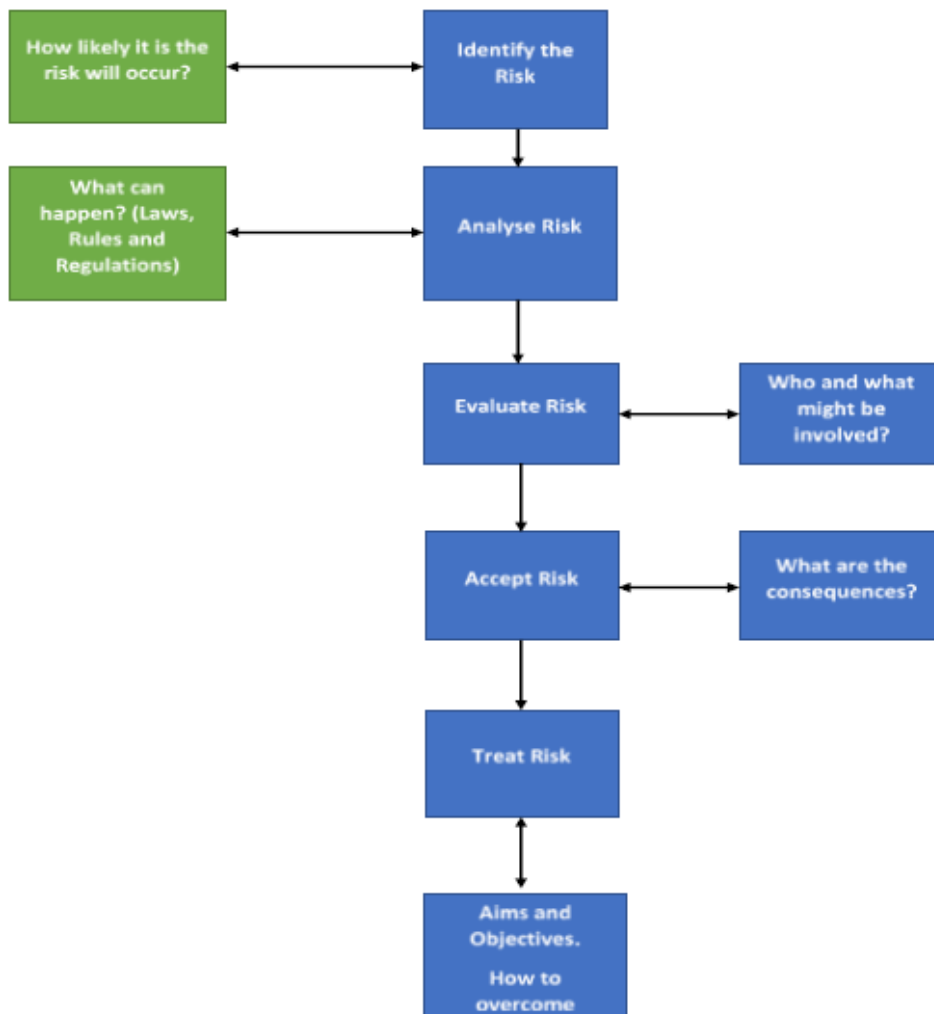 How likely it is the
risk will occur?
Identify the
Risk
What can
happen? (Laws,
Rules and
Regulations)
Analyse Risk
Evaluate Risk
Who and what
might be
involved?
Accept Risk
What are the
consequences?
Treat Risk
Aims and
Objectives.
How to
overcome